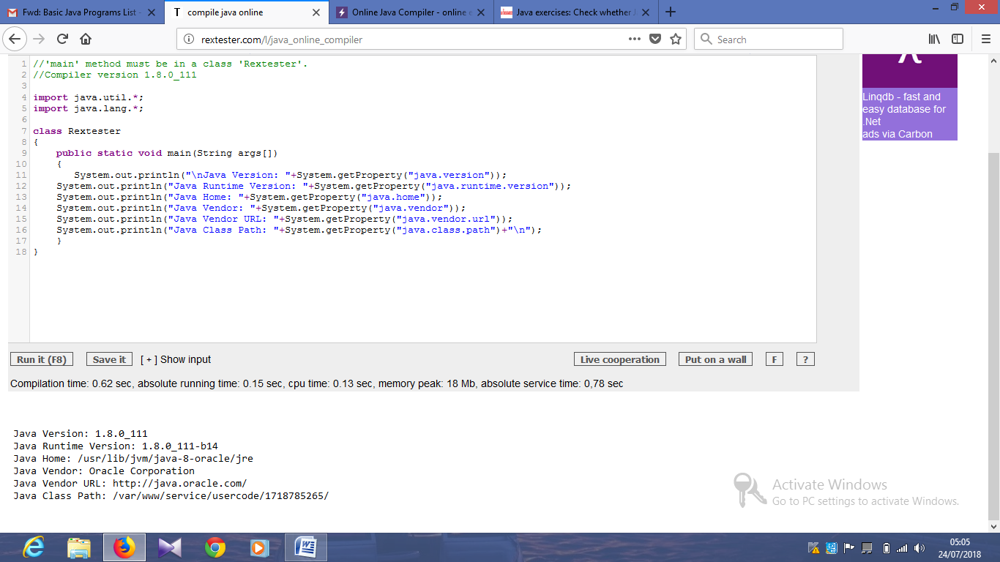 Fwd: Basic Java Programs List -
compile java online
Online Java Compiler - online e
Java exercises: Check whether J
rextester.com/l/java_online_compiler
Search
1 //'main' method must be in a class 'Rextester'.
2 //Compiler version 1.8.0_111
3
4 import java.util.*;
5 import java.lang.*;
6
7 class Rextester
8 {
9     public static void main(String args[])
10     {
11        System.out.println("\nJava Version: "+System.getProperty("java.version"));
12     System.out.println("Java Runtime Version: "+System.getProperty("java.runtime.version"));
13     System.out.println("Java Home: "+System.getProperty("java.home"));
14     System.out.println("Java Vendor: "+System.getProperty("java.vendor"));
15     System.out.println("Java Vendor URL: "+System.getProperty("java.vendor.url"));
16     System.out.println("Java Class Path: "+System.getProperty("java.class.path")+"\n");
17     }
18 }
Linqdb - fast and
easy database for
.Net
ads via Carbon
Run it (F8) Save it [ + ] Show input Live cooperation Put on a wall F ?
Compilation time: 0.62 sec, absolute running time: 0.15 sec, cpu time: 0.13 sec, memory peak: 18 Mb, absolute service time: 0,78 sec
Java Version: 1.8.0_111
Java Runtime Version: 1.8.0_111-b14
Java Home: /usr/lib/jvm/java-8-oracle/jre
Java Vendor: Oracle Corporation
Java Vendor URL: http://java.oracle.com/
Java Class Path: /var/www/service/usercode/1718785265/
Activate Windows
Go to PC settings to activate Windows.
05:05
24/07/2018